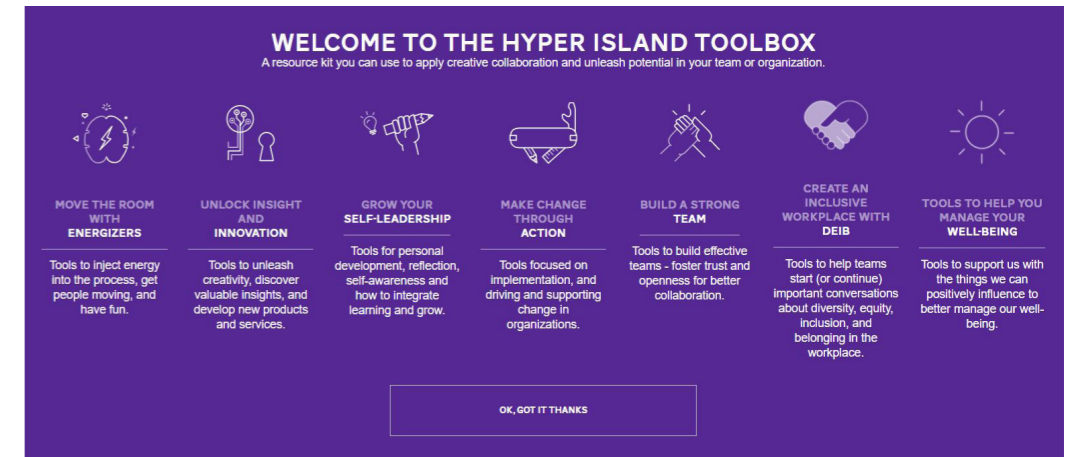 WELCOME TO THE HYPER ISLAND TOOLBOX
A resource kit you can use to apply creative collaboration and unleash potential in your team or organization.
MOVE THE ROOM
WITH
ENERGIZERS
Tools to inject energy
into the process, get
people moving, and
have fun.
UNLOCK INSIGHT
AND
INNOVATION
Tools to unleash
creativity, discover
valuable insights, and
develop new products
and services.
GROW YOUR
SELF-LEADERSHIP
Tools for personal
development, reflection,
self-awareness and
how to integrate
learning and grow.
MAKE CHANGE
THROUGH
ACTION
Tools focused on
implementation, and
driving and supporting
change in
organizations.
BUILD A STRONG
TEAM
Tools to build effective
teams - foster trust and
openness for better
collaboration.
CREATE AN
INCLUSIVE
WORKPLACE WITH
DEIB
Tools to help teams
start (or continue)
important conversations
about diversity, equity,
inclusion, and
belonging in the
workplace.
TOOLS TO HELP YOU
MANAGE YOUR
WELL-BEING
Tools to support us with
the things we can
positively influence to
better manage our well-
being.
OK, GOT IT THANKS